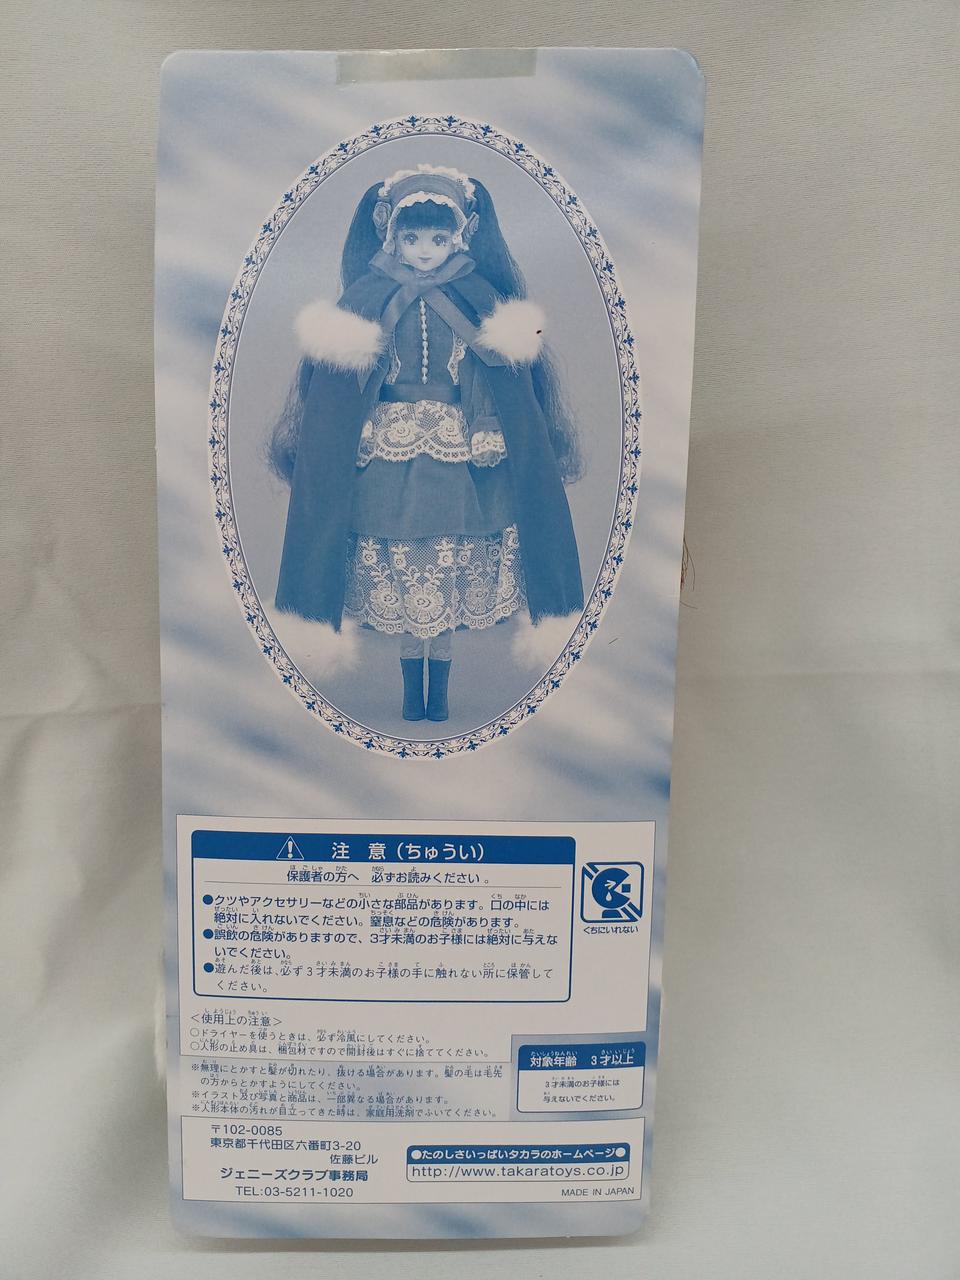 注意(ちゅうい)
保護者の方へ 必ずお読みください。
●クツやアクセサリーなどの小さな部品があります。口の中には
絶対に入れないでください。窒息などの危険があります。
●誤飲の危険がありますので、3才未満のお子様には絶対に与えな
いでください。
●遊んだ後は、必ず3才未満のお子様の手に触れない所に保管して
ください。
くちにいれない
<使用上の注意>
○ドライヤーを使うときは、必ず冷風にしてください。
○人形の止め具は、梱包材ですので開封後はすぐに捨ててください。
※無理にとかすと髪が切れたり、抜ける場合があります。髪の毛は毛先
の方からとかすようにしてください。
※イラスト及び写真と商品は、一部異なる場合があります。
※人形本体の汚れが目立ってきた時は、家庭用洗剤でふいてください。
対象年齢 3才以上
3才未満のお子様には
与えないでください。
〒102-0085
東京都千代田区六番町3-20
佐藤ビル
ジェニーズクラブ事務局
TEL:03-5211-1020
●たのしさいっぱいタカラのホームページ●
http://www.takaratoys.co.jp
MADE IN JAPAN